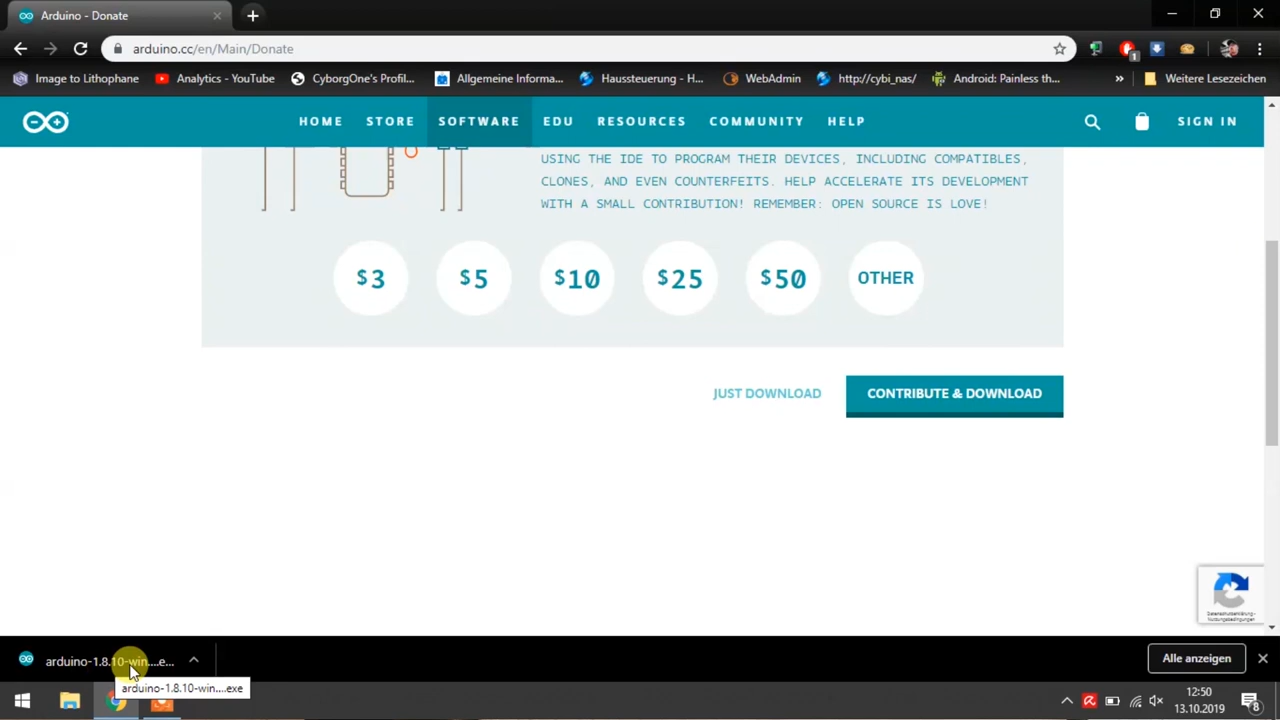 Arduino - Donate
arduino.cc/en/Main/Donate
1
Image to Lithophane
Analytics - YouTube
CyborgOne's Profil...
Allgemeine Informa...
Haussteuerung - H...
WebAdmin
http://cybi_nas/
Android: Painless th...
»
Weitere Lesezeichen
HOME
STORE
SOFTWARE
EDU
RESOURCES
COMMUNITY
HELP
SIGN IN
USING THE IDE TO PROGRAM THEIR DEVICES, INCLUDING COMPATIBLES,
CLONES, AND EVEN COUNTERFEITS. HELP ACCELERATE ITS DEVELOPMENT
WITH A SMALL CONTRIBUTION! REMEMBER: OPEN SOURCE IS LOVE!
$3
$5
$10
$25
$50
OTHER
JUST DOWNLOAD
CONTRIBUTE & DOWNLOAD
Datenschutzerklärung -
Nutzungsbedingungen
arduino-1.8.10-win....e...
Alle anzeigen
arduino-1.8.10-win....exe
12:50
13.10.2019
8